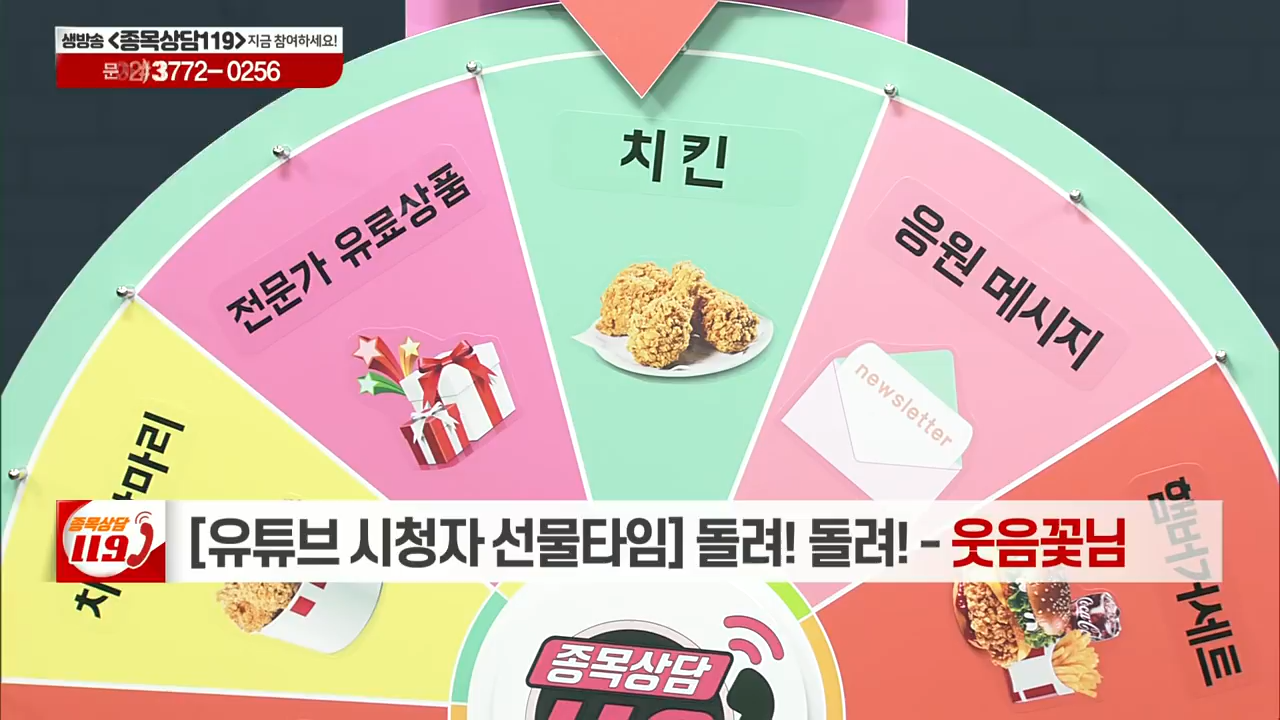 생방송 <종목상담119> 지금 참여하세요!
3772-0256
치킨
전문가 유료상품
응원 메시지
newsletter
마리
햄버거세트
Coca-Cola
종목상담
119
[유튜브 시청자 선물타임] 돌려! 돌려! - 웃음꽃님
종목상담